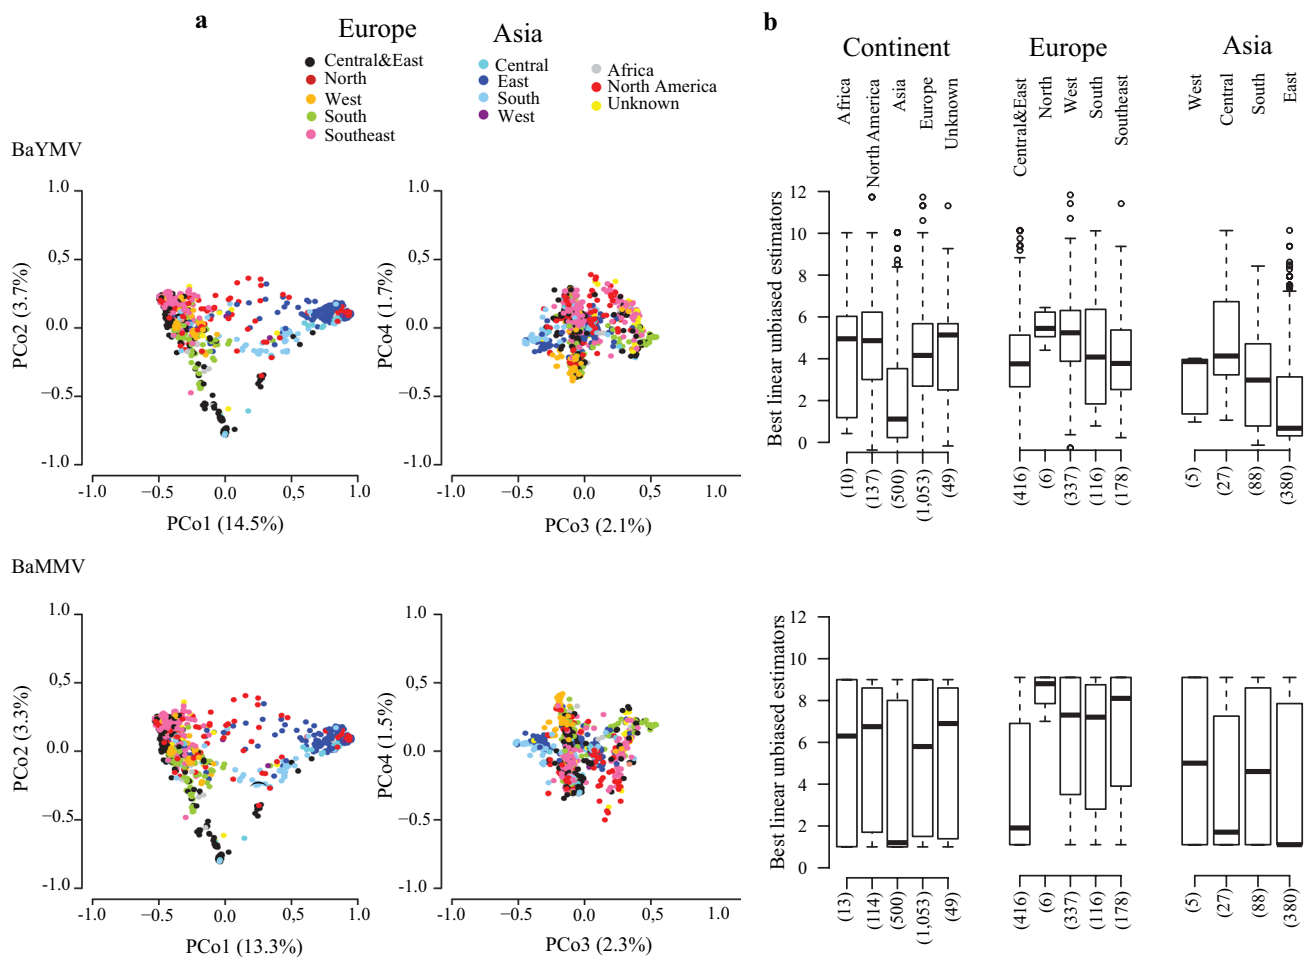 a
Europe
Central&East
North
West
South
Southeast
Asia
Central
East
South
West
Africa
North America
Unknown
BaYMV
1.0
0.5
0.0
−0.5
-1.0
PCo2 (3.7%)
-1.0
−0.5
0.0
0,5
1.0
PCo1 (14.5%)
1.0
0.5
0.0
−0.5
-1.0
PCo4 (1.7%)
-1.0
−0.5
0.0
0,5
1.0
PCo3 (2.1%)
BaMMV
1.0
0,5
0.0
−0.5
-1.0
PCo2 (3.3%)
-1.0
−0.5
0.0
0,5
1.0
PCo1 (13.3%)
1.0
0,5
0.0
−0.5
-1.0
PCo4 (1.5%)
-1.0
−0.5
0.0
0,5
1.0
PCo3 (2.3%)
b
Continent
Europe
Asia
Africa
North America
Asia
Europe
Unknown
Central&East
North
West
South
Southeast
West
Central
South
East
Best linear unbiased estimators
12
10
8
6
4
2
0
(10)
(137)
(500)
(1,053)
(49)
(416)
(6)
(337)
(116)
(178)
(5)
(27)
(88)
(380)
Best linear unbiased estimators
12
10
8
6
4
2
0
(13)
(114)
(500)
(1,053)
(49)
(416)
(6)
(337)
(116)
(178)
(5)
(27)
(88)
(380)